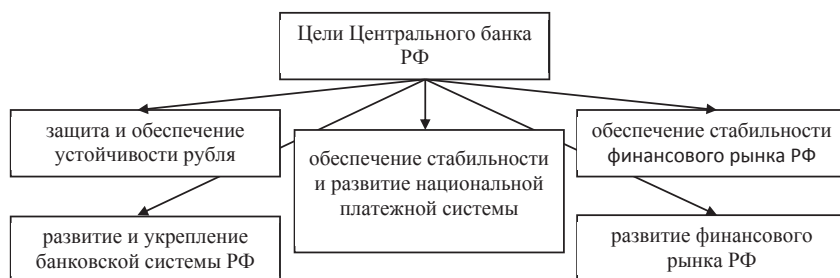 Цели Центрального банка
РФ
защита и обеспечение
устойчивости рубля
обеспечение стабильности
и развитие национальной
платежной системы
обеспечение стабильности
финансового рынка РФ
развитие и укрепление
банковской системы РФ
развитие финансового
рынка РФ